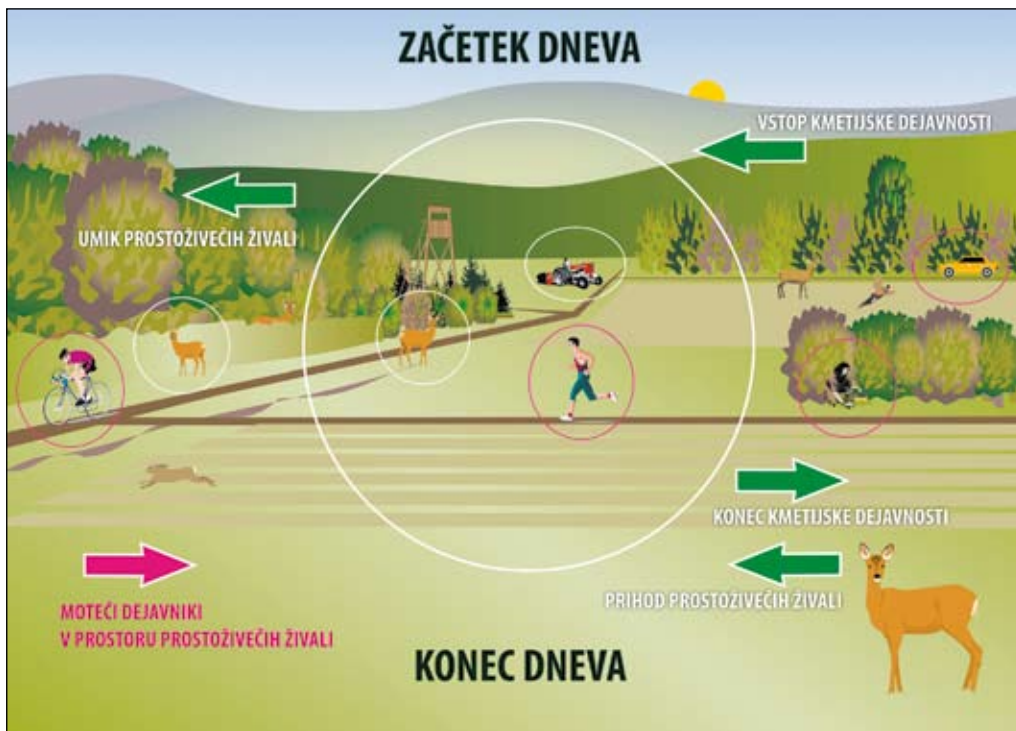 ZAČETEK DNEVA
VSTOP KMETIJSKE DEJAVNOSTI
UMIK PROSTOŽIVEČIH ŽIVALI
KONEC KMETIJSKE DEJAVNOSTI
PRIHOD PROSTOŽIVEČIH ŽIVALI
MOTEČI DEJAVNIKI
V PROSTORU PROSTOŽIVEČIH ŽIVALI
KONEC DNEVA